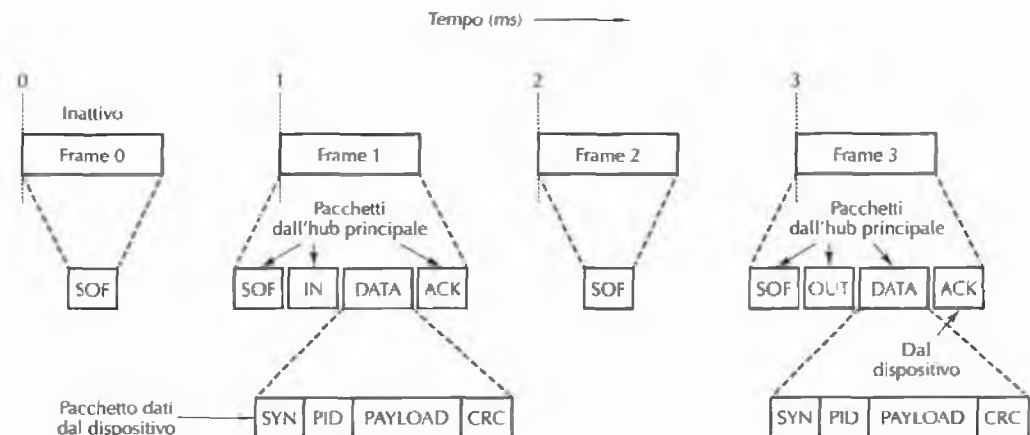 Tempo (ms)
0 1 2 3
Inattivo
Frame 0 Frame 1 Frame 2 Frame 3
Pacchetti
dall'hub principale
Pacchetti
dall'hub principale
SOF SOF IN DATA ACK SOF SOF OUT DATA ACK
Dal
dispositivo
Pacchetto dati
dal dispositivo
SYN PID PAYLOAD CRC SYN PID PAYLOAD CRC